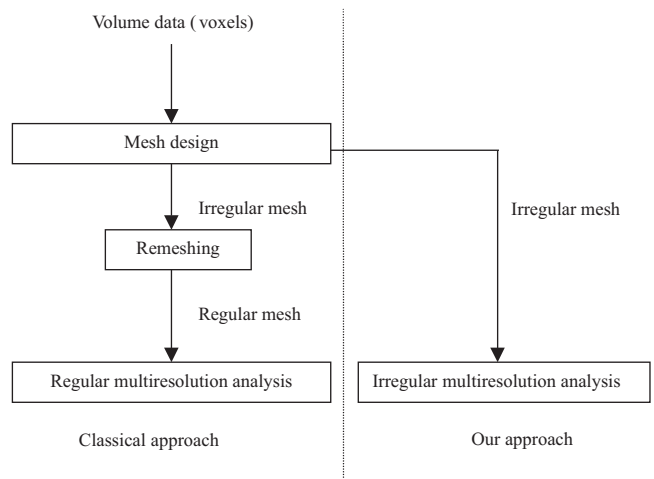 Volume data (voxels)
Mesh design
Irregular mesh
Irregular mesh
Remeshing
Regular mesh
Regular multiresolution analysis
Irregular multiresolution analysis
Classical approach
Our approach